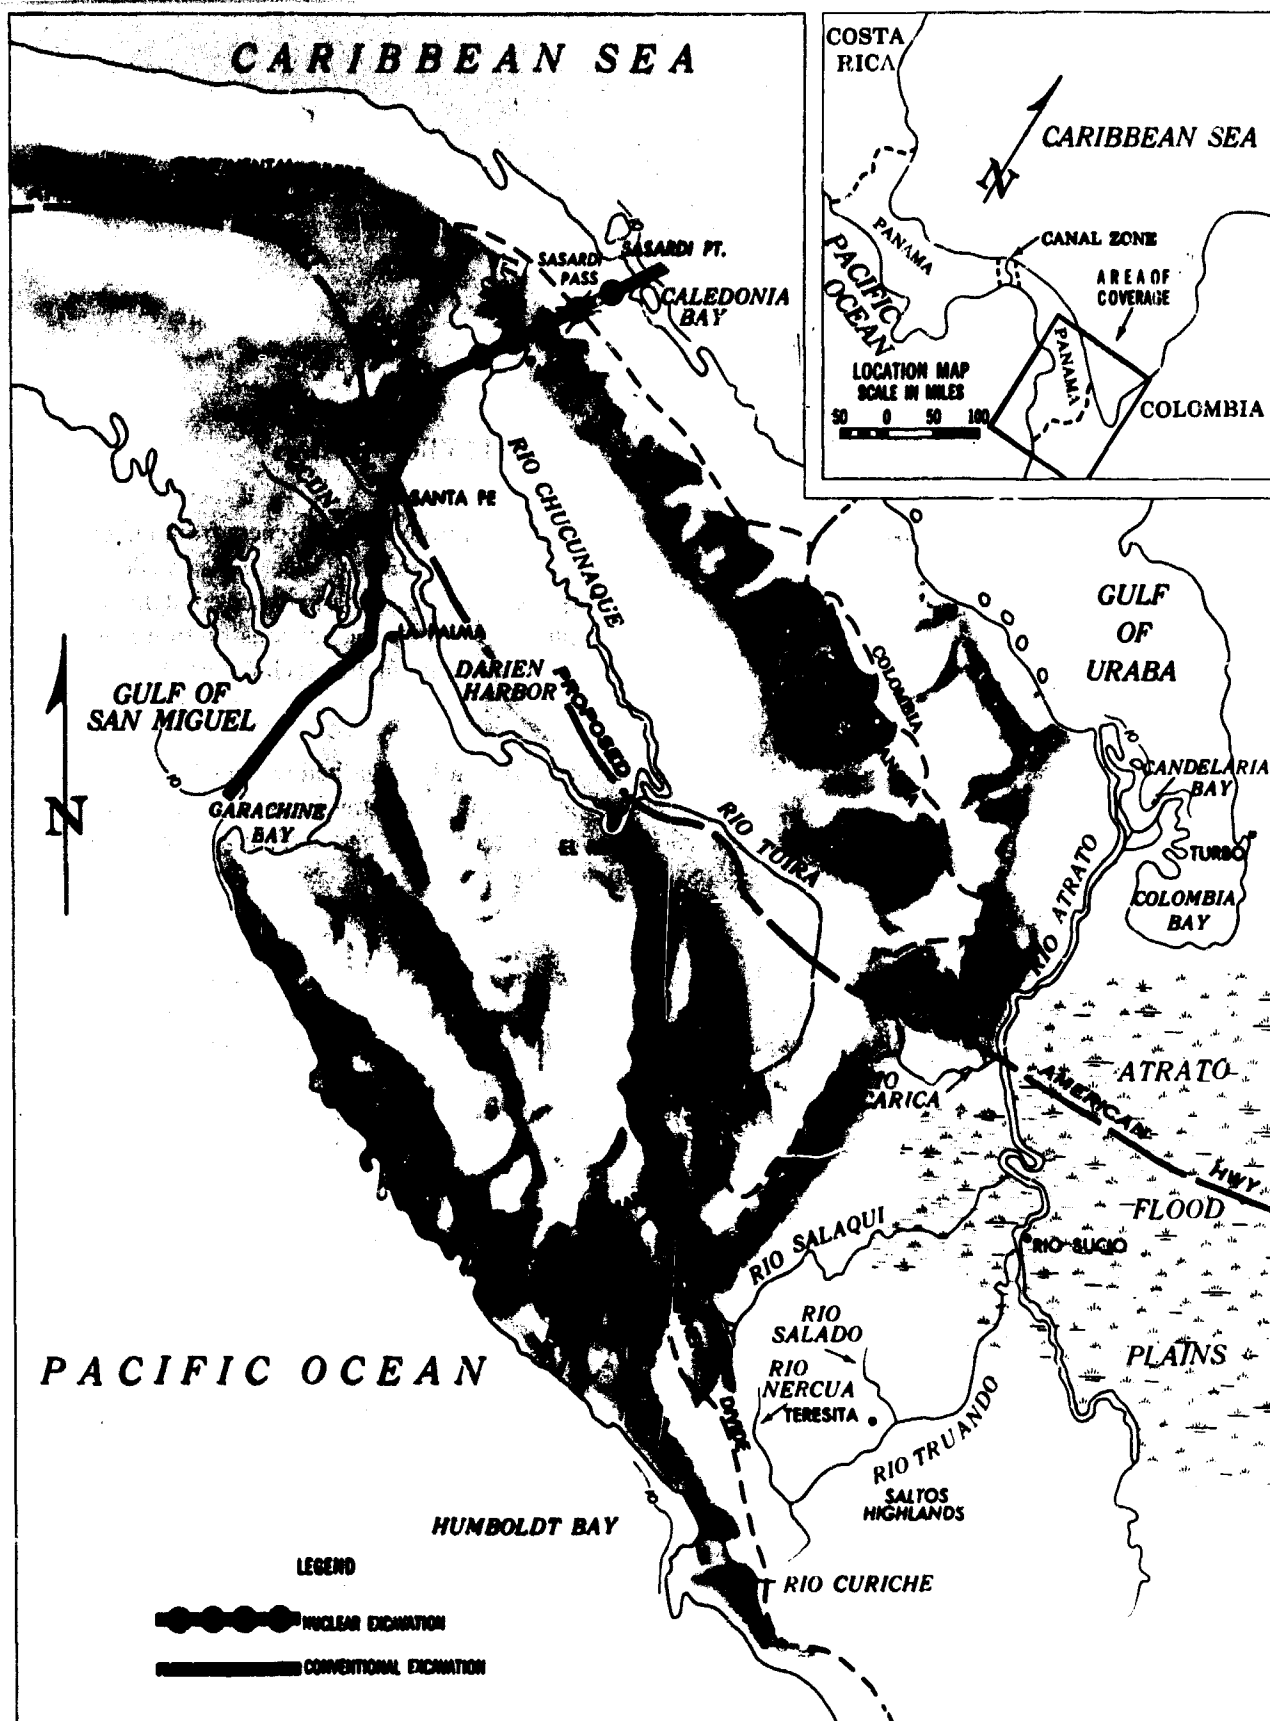 CARIBBEAN SEA
COSTA
RICA
CARIBBEAN SEA
N
PANAMA
CANAL ZONE
PACIFIC
OCEAN
AREA OF
COVERAGE
PANAMA
LOCATION MAP
SCALE IN MILES
50 0 50 100
COLOMBIA
SASARDI PT.
SASARDI
PASS
CALEDONIA
BAY
SANTA FE
RIO CHUCUNAQUE
LA PALMA
DARIEN
HARBOR
PROPOSED
GULF OF
SAN MIGUEL
10
GULF
OF
URABA
COLOMBIA
N
GARACHINE
BAY
EL
RIO TUIRA
CANDELARIA
BAY
TURBO
RIO ATRATO
COLOMBIA
BAY
ATRATO
AMERICAN
HWY
FLOOD
RIO SALAQUI
RIO SUCIO
RIO
SALADO
PLAINS
PACIFIC OCEAN
RIO
NERCUA
TERESITA
DIVIDE
RIO TRUANDO
SALTOS
HIGHLANDS
10
HUMBOLDT BAY
RIO CURICHE
LEGEND
NUCLEAR EXCAVATION
CONVENTIONAL EXCAVATION